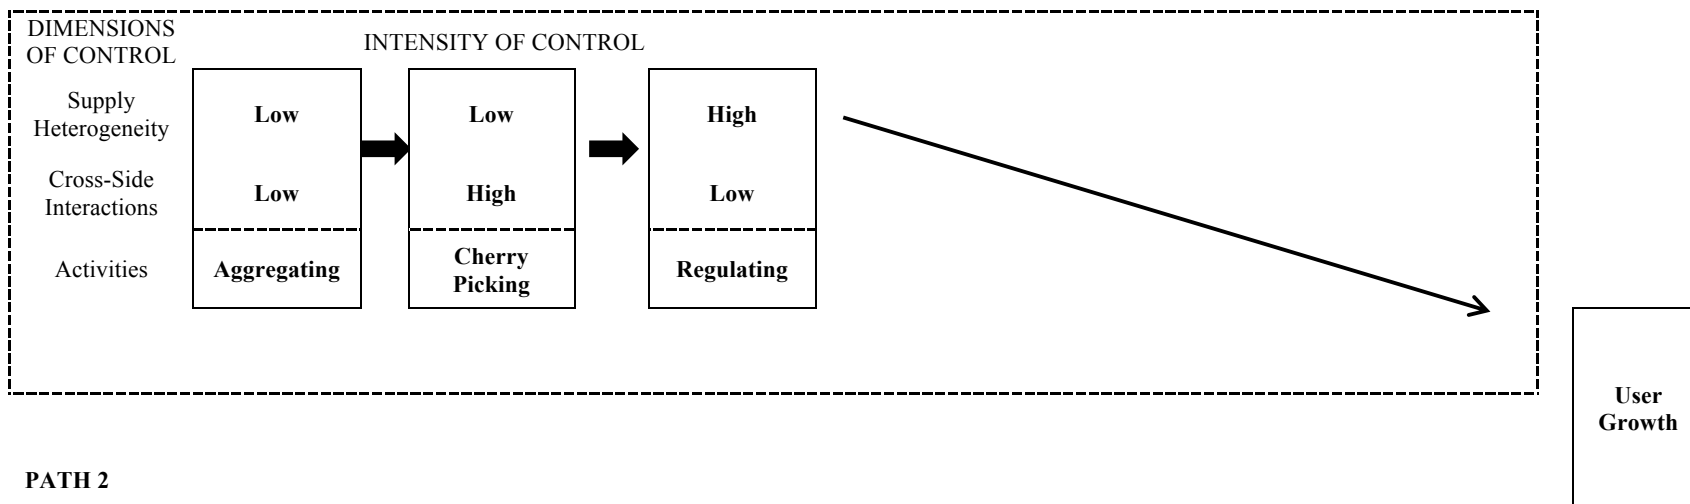 DIMENSIONS
OF CONTROL
INTENSITY OF CONTROL
Supply
Heterogeneity
Low
Low
High
Cross-Side
Interactions
Low
High
Low
Activities
Aggregating
Cherry
Picking
Regulating
User
Growth
PATH 2